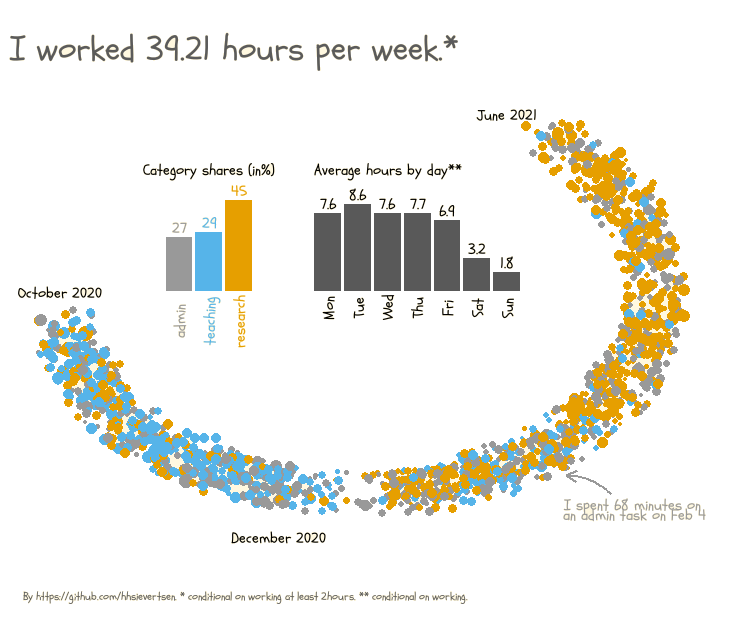 I worked 39.21 hours per week.*
June 2021
Category shares (in%)
Average hours by day**
27
29
45
7.6
8.6
7.6
7.7
6.9
3.2
1.8
admin
teaching
research
Mon
Tue
Wed
Thu
Fri
Sat
Sun
October 2020
I spent 68 minutes on
an admin task on Feb 4
December 2020
By https://github.com/hhsievertsen. * conditional on working at least 2hours. ** conditional on working.